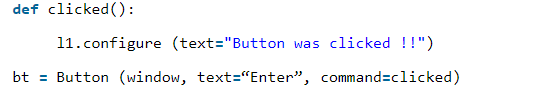 def clicked():
    l1.configure (text="Button was clicked !!")
bt = Button (window, text=“Enter”, command=clicked)